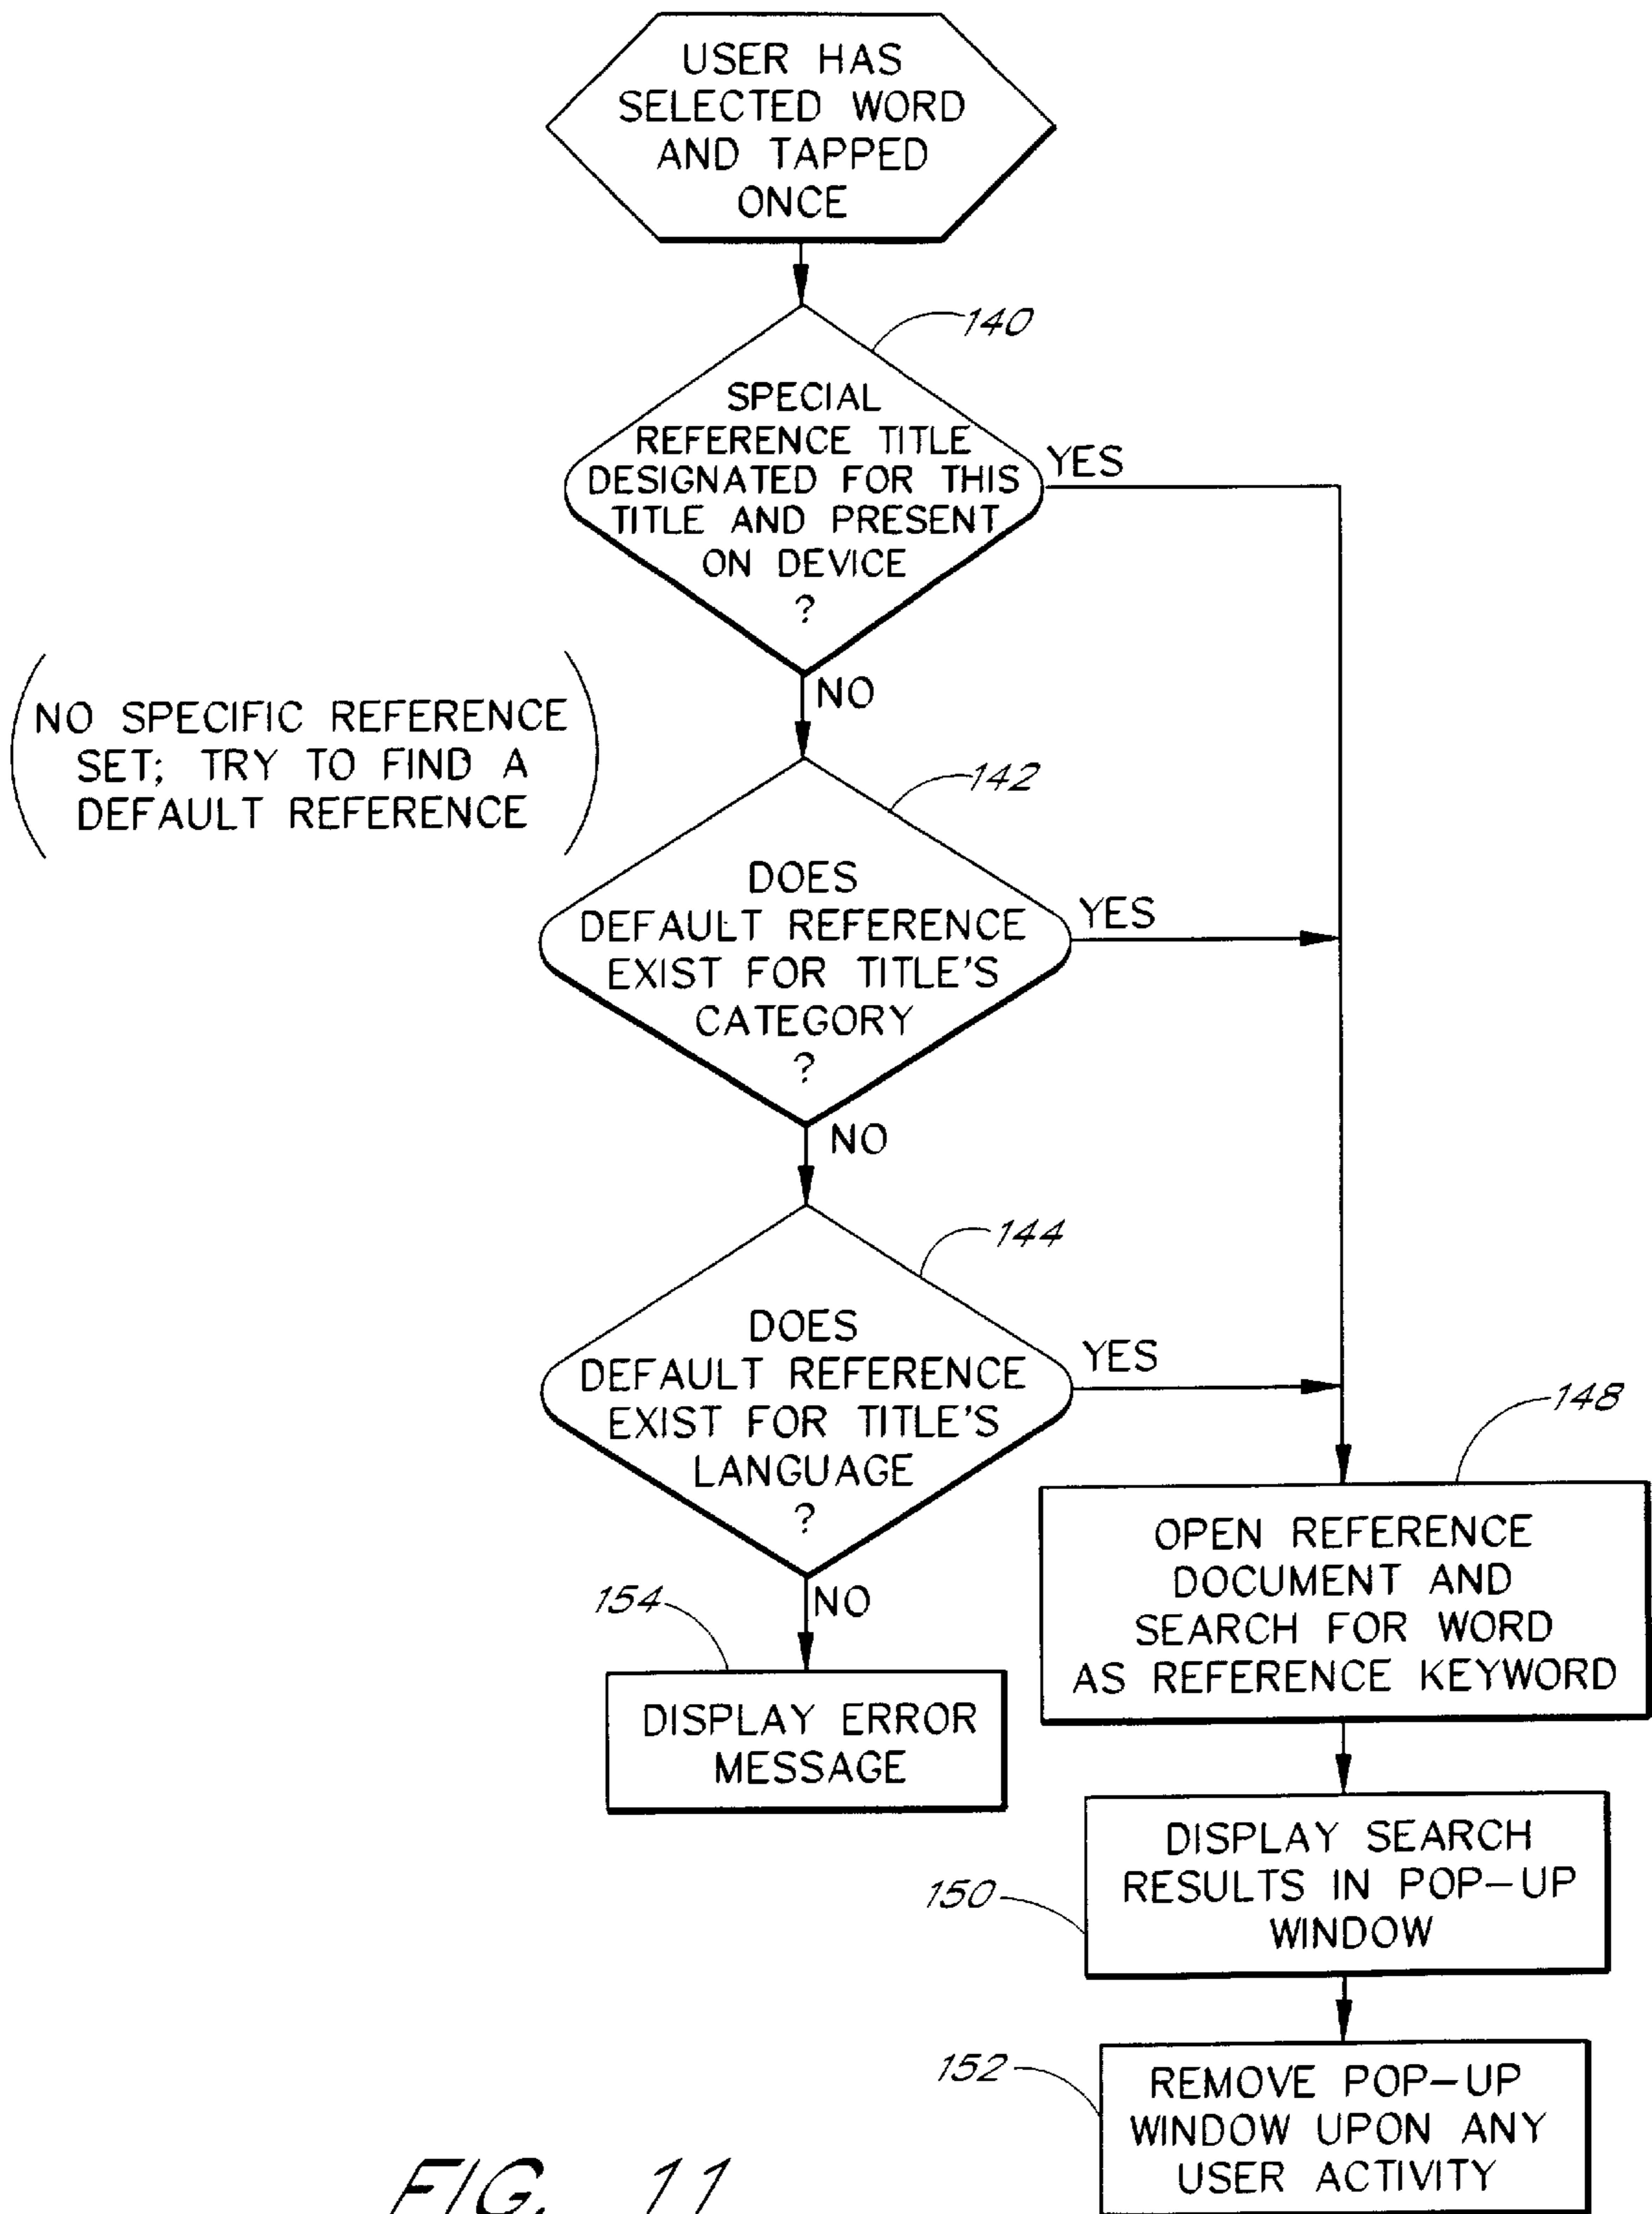 USER HAS
SELECTED WORD
AND TAPPED
ONCE
140
SPECIAL
REFERENCE TITLE
DESIGNATED FOR THIS
TITLE AND PRESENT
ON DEVICE
?
YES
NO
(NO SPECIFIC REFERENCE
SET; TRY TO FIND A
DEFAULT REFERENCE)
142
DOES
DEFAULT REFERENCE
EXIST FOR TITLE'S
CATEGORY
?
YES
NO
144
DOES
DEFAULT REFERENCE
EXIST FOR TITLE'S
LANGUAGE
?
YES
NO
154
DISPLAY ERROR
MESSAGE
148
OPEN REFERENCE
DOCUMENT AND
SEARCH FOR WORD
AS REFERENCE KEYWORD
150
DISPLAY SEARCH
RESULTS IN POP-UP
WINDOW
152
REMOVE POP-UP
WINDOW UPON ANY
USER ACTIVITY
FIG. 11